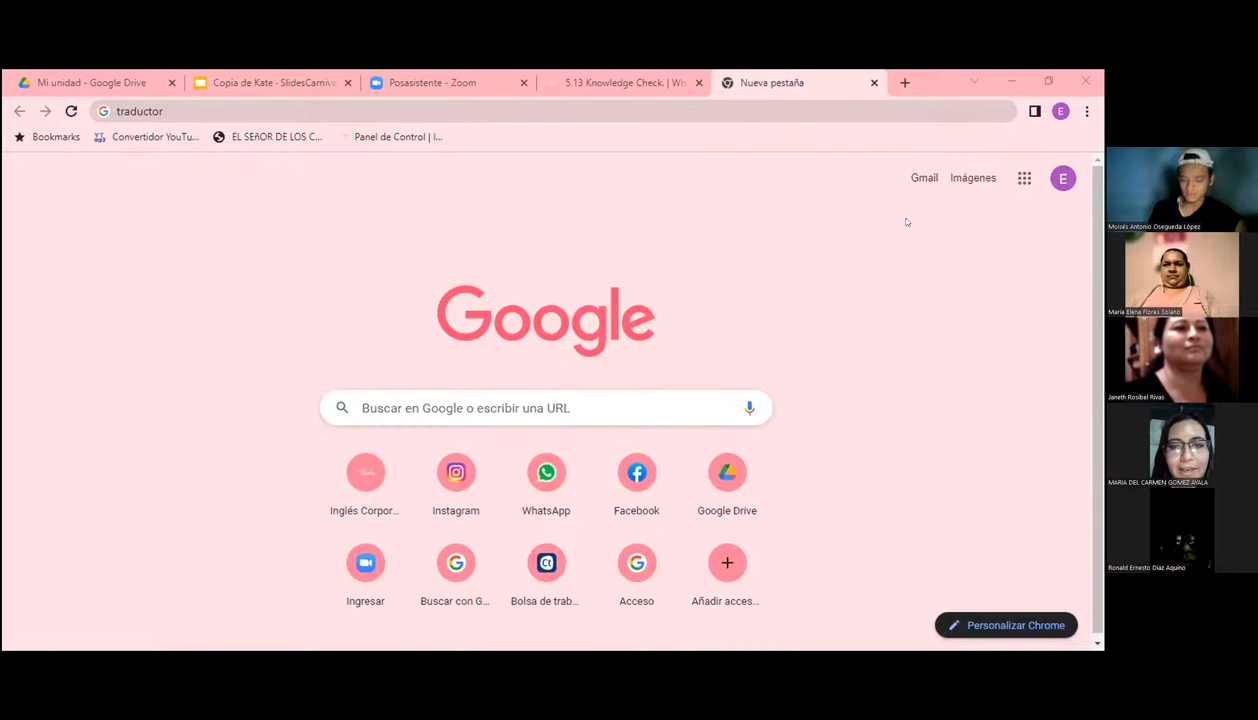 Mi unidad - Google Drive
Copia de Kate - SlidesCarniva
Posasistente - Zoom
5.13 Knowledge Check. | Wh
Nueva pestaña
traductor
E
Bookmarks
Convertidor YouTu...
EL SEñOR DE LOS C...
Panel de Control | I...
Gmail
Imágenes
E
Google
Buscar en Google o escribir una URL
Inglés Corpor...
Instagram
WhatsApp
Facebook
Google Drive
Ingresar
Buscar con G...
Bolsa de trab...
Acceso
Añadir acces...
Personalizar Chrome
Moisés Antonio Osegueda López
Maria Elena Flores Solano
Janeth Rosibel Rivas
MARIA DEL CARMEN GOMEZ AYALA
Ronald Ernesto Diaz Aquino